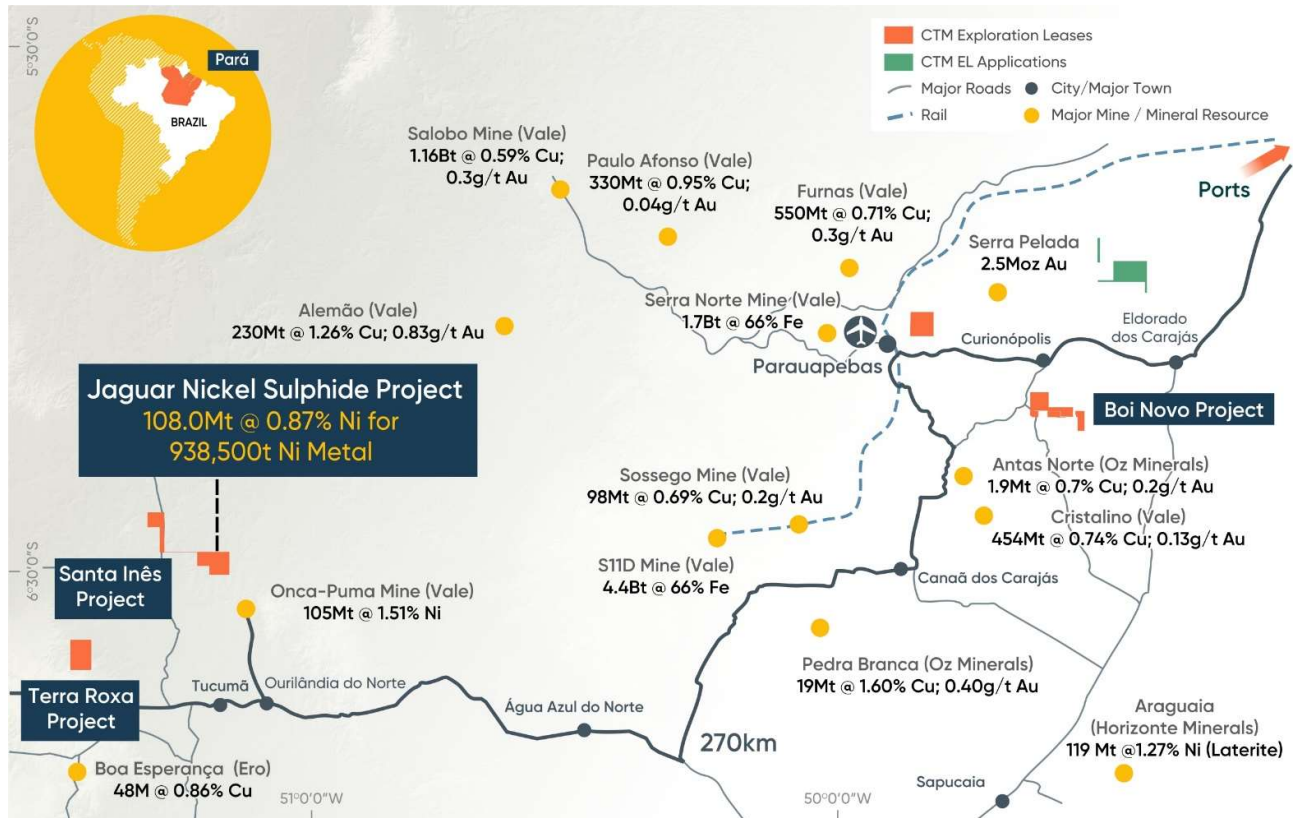 5º30'0"S
Pará
BRAZIL
CTM Exploration Leases
CTM EL Applications
Major Roads
City/Major Town
Rail
Major Mine / Mineral Resource
Salobo Mine (Vale)
1.16Bt @ 0.59% Cu;
0.3g/t Au
Paulo Afonso (Vale)
330Mt @ 0.95% Cu;
0.04g/t Au
Furnas (Vale)
550Mt @ 0.71% Cu;
0.3g/t Au
Ports
Serra Pelada
2.5Moz Au
Alemão (Vale)
230Mt @ 1.26% Cu; 0.83g/t Au
Serra Norte Mine (Vale)
1.7Bt @ 66% Fe
Parauapebas
Curionópolis
Eldorado
dos Carajás
Jaguar Nickel Sulphide Project
108.0Mt @ 0.87% Ni for
938,500t Ni Metal
Boi Novo Project
Sossego Mine (Vale)
98Mt @ 0.69% Cu; 0.2g/t Au
Antas Norte (Oz Minerals)
1.9Mt @ 0.7% Cu; 0.2g/t Au
Cristalino (Vale)
454Mt @ 0.74% Cu; 0.13g/t Au
6º30'0"S
Santa Inês
Project
S11D Mine (Vale)
4.4Bt @ 66% Fe
Canaã dos Carajás
Onca-Puma Mine (Vale)
105Mt @ 1.51% Ni
Pedra Branca (Oz Minerals)
19Mt @ 1.60% Cu; 0.40g/t Au
Terra Roxa
Project
Tucumã
Ourilândia do Norte
Água Azul do Norte
270km
Araguaia
(Horizonte Minerals)
119 Mt @1.27% Ni (Laterite)
Boa Esperança (Ero)
48M @ 0.86% Cu
Sapucaia
51º0'0"W
50º0'0"W